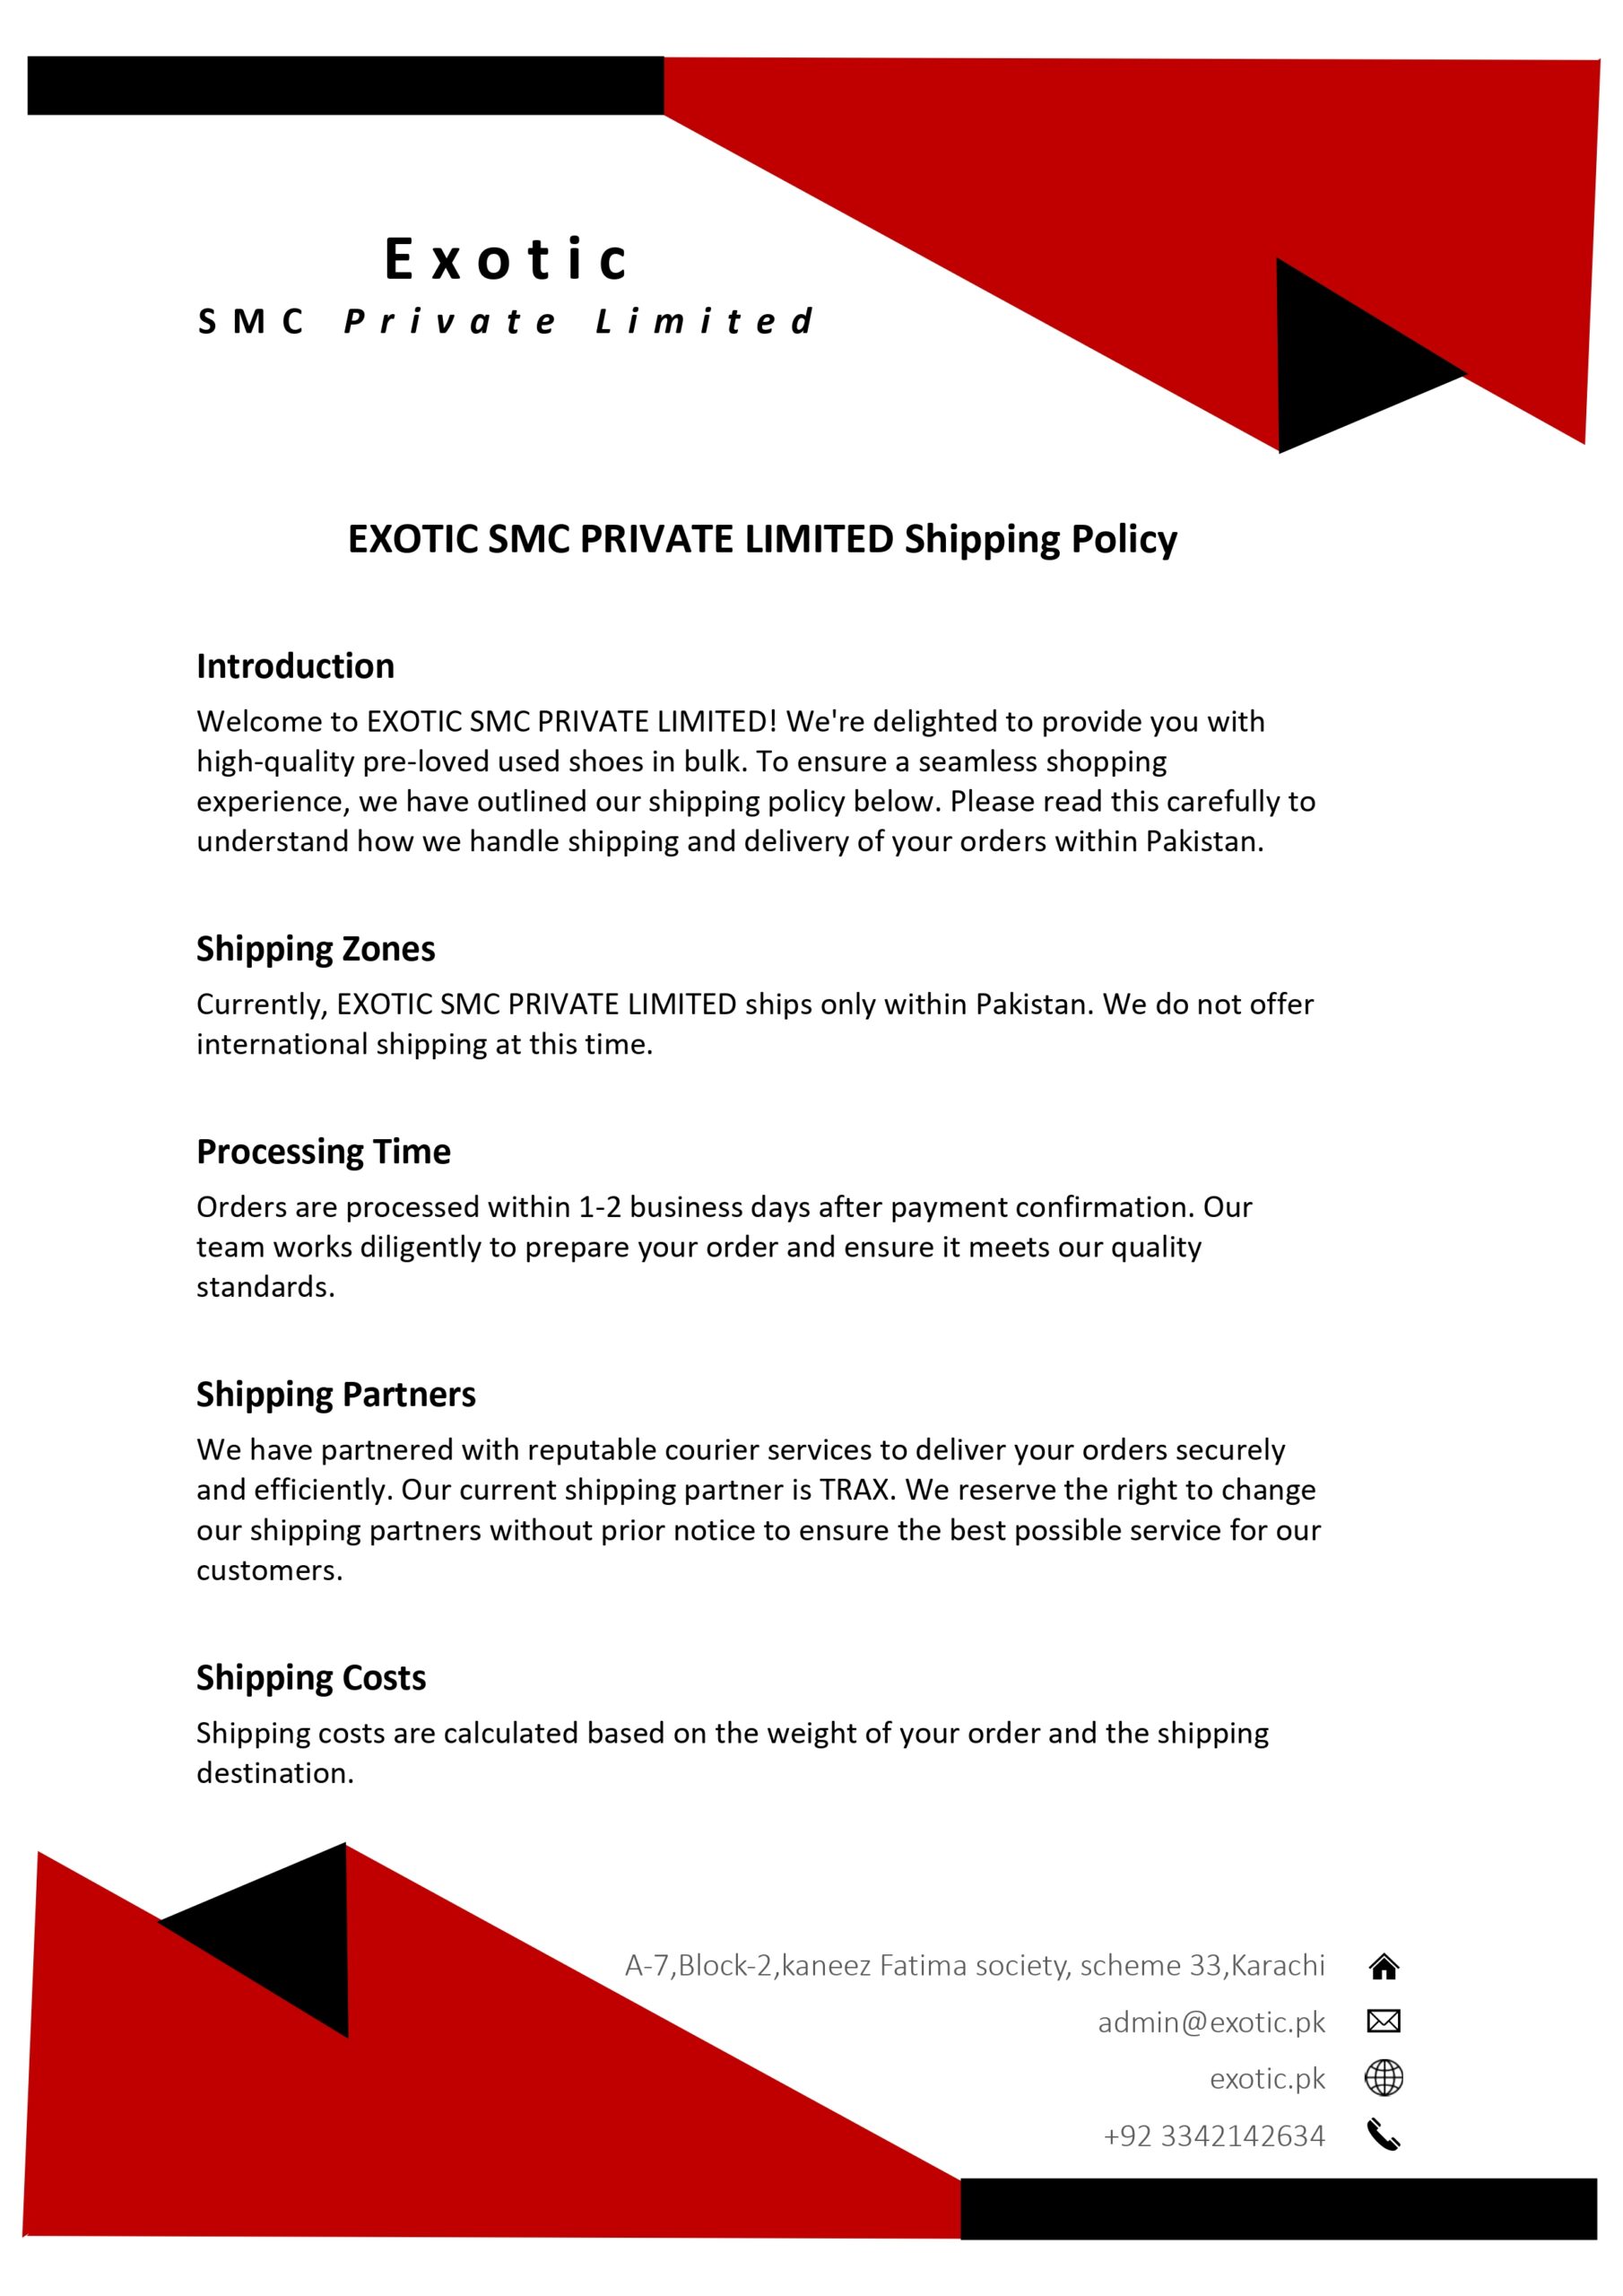 Exotic
SMC Private Limited
EXOTIC SMC PRIVATE LIMITED Shipping Policy
Introduction
Welcome to EXOTIC SMC PRIVATE LIMITED! We're delighted to provide you with
high-quality pre-loved used shoes in bulk. To ensure a seamless shopping
experience, we have outlined our shipping policy below. Please read this carefully to
understand how we handle shipping and delivery of your orders within Pakistan.
Shipping Zones
Currently, EXOTIC SMC PRIVATE LIMITED ships only within Pakistan. We do not offer
international shipping at this time.
Processing Time
Orders are processed within 1-2 business days after payment confirmation. Our
team works diligently to prepare your order and ensure it meets our quality
standards.
Shipping Partners
We have partnered with reputable courier services to deliver your orders securely
and efficiently. Our current shipping partner is TRAX. We reserve the right to change
our shipping partners without prior notice to ensure the best possible service for our
customers.
Shipping Costs
Shipping costs are calculated based on the weight of your order and the shipping
destination.
A-7,Block-2,kaneez Fatima society, scheme 33,Karachi
admin@exotic.pk
exotic.pk
+92 3342142634